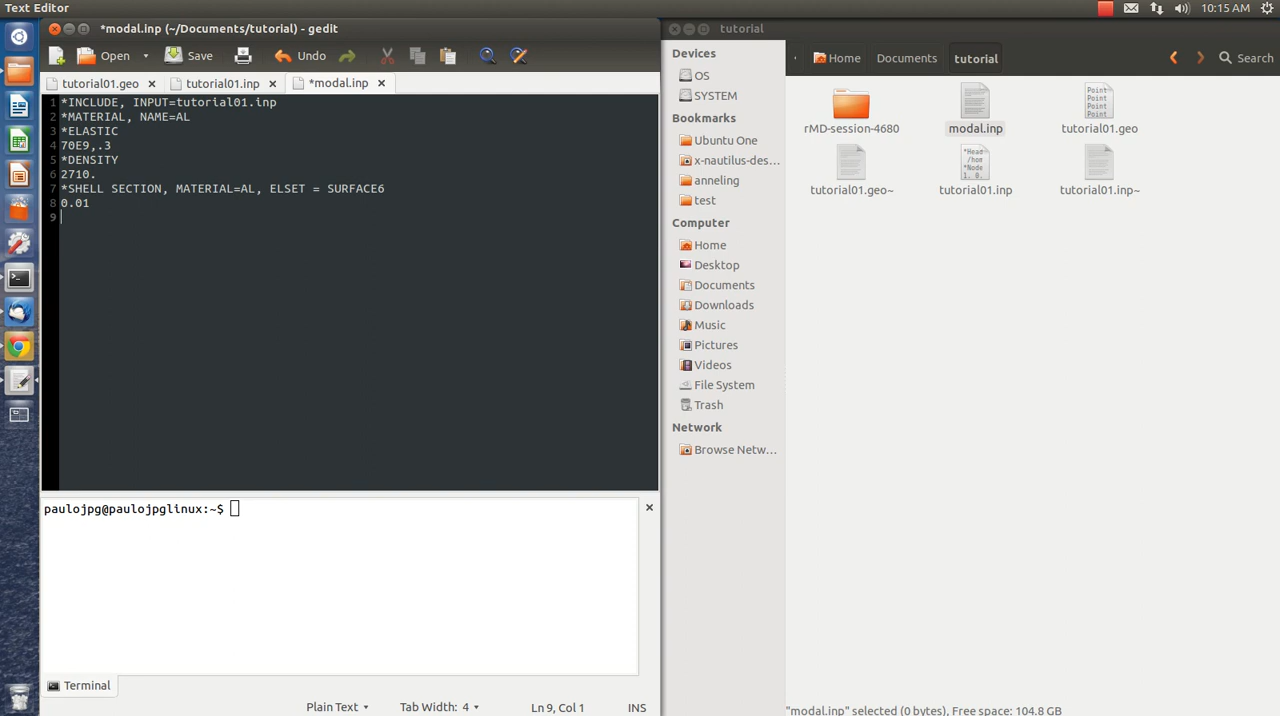 Text Editor
10:15 AM
*modal.inp (~/Documents/tutorial) - gedit
Open
Save
Undo
tutorial01.geo
tutorial01.inp
*modal.inp
1 *INCLUDE, INPUT=tutorial01.inp
2 *MATERIAL, NAME=AL
3 *ELASTIC
4 70E9,.3
5 *DENSITY
6 2710.
7 *SHELL SECTION, MATERIAL=AL, ELSET = SURFACE6
8 0.01
9
paulojpg@paulojpglinux:~$
Terminal
Plain Text
Tab Width: 4
Ln 9, Col 1
INS
tutorial
Devices
OS
SYSTEM
Bookmarks
Ubuntu One
x-nautilus-des...
anneling
test
Computer
Home
Desktop
Documents
Downloads
Music
Pictures
Videos
File System
Trash
Network
Browse Netw...
Home
Documents
tutorial
Search
rMD-session-4680
modal.inp
tutorial01.geo
tutorial01.geo~
tutorial01.inp
tutorial01.inp~
"modal.inp" selected (0 bytes), Free space: 104.8 GB